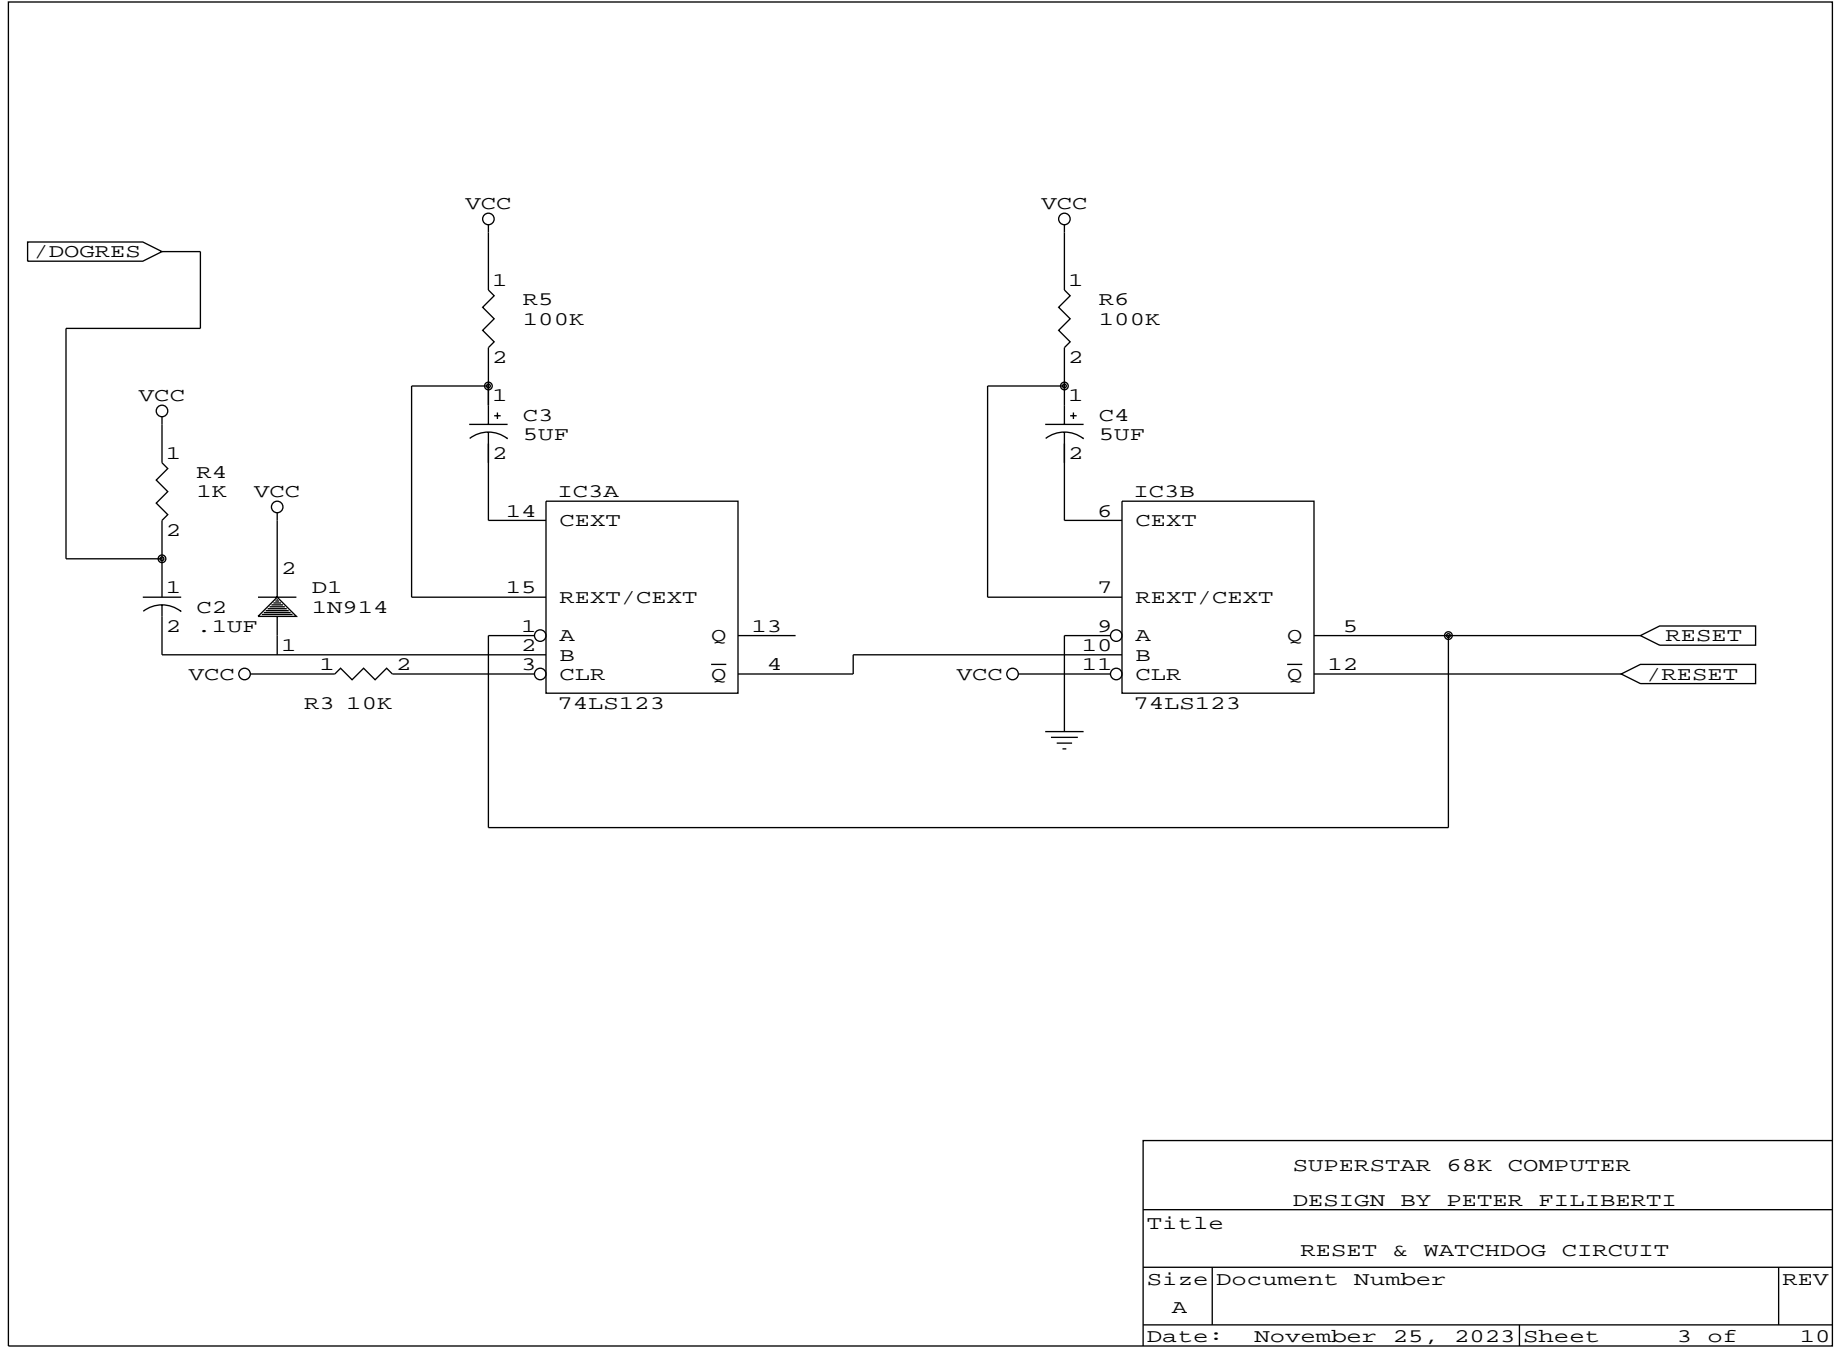 VCC
VCC
/DOGRES
1
1
R5
100K
R6
100K
2
2
VCC
1
1
+
C3
5UF
+
C4
5UF
1
2
2
R4
1K
VCC
IC3A
IC3B
14
CEXT
6
CEXT
2
2
1
D1
1N914
15
REXT/CEXT
7
REXT/CEXT
C2
.1UF
2
1
A
Q
13
9
A
Q
5
RESET
1
2
B
10
B
VCC
1
2
3
CLR
Q
4
VCC
11
CLR
Q
12
/RESET
R3 10K
74LS123
74LS123
SUPERSTAR 68K COMPUTER
DESIGN BY PETER FILIBERTI
Title
RESET & WATCHDOG CIRCUIT
Size
Document Number
REV
A
Date: November 25, 2023
Sheet 3 of 10